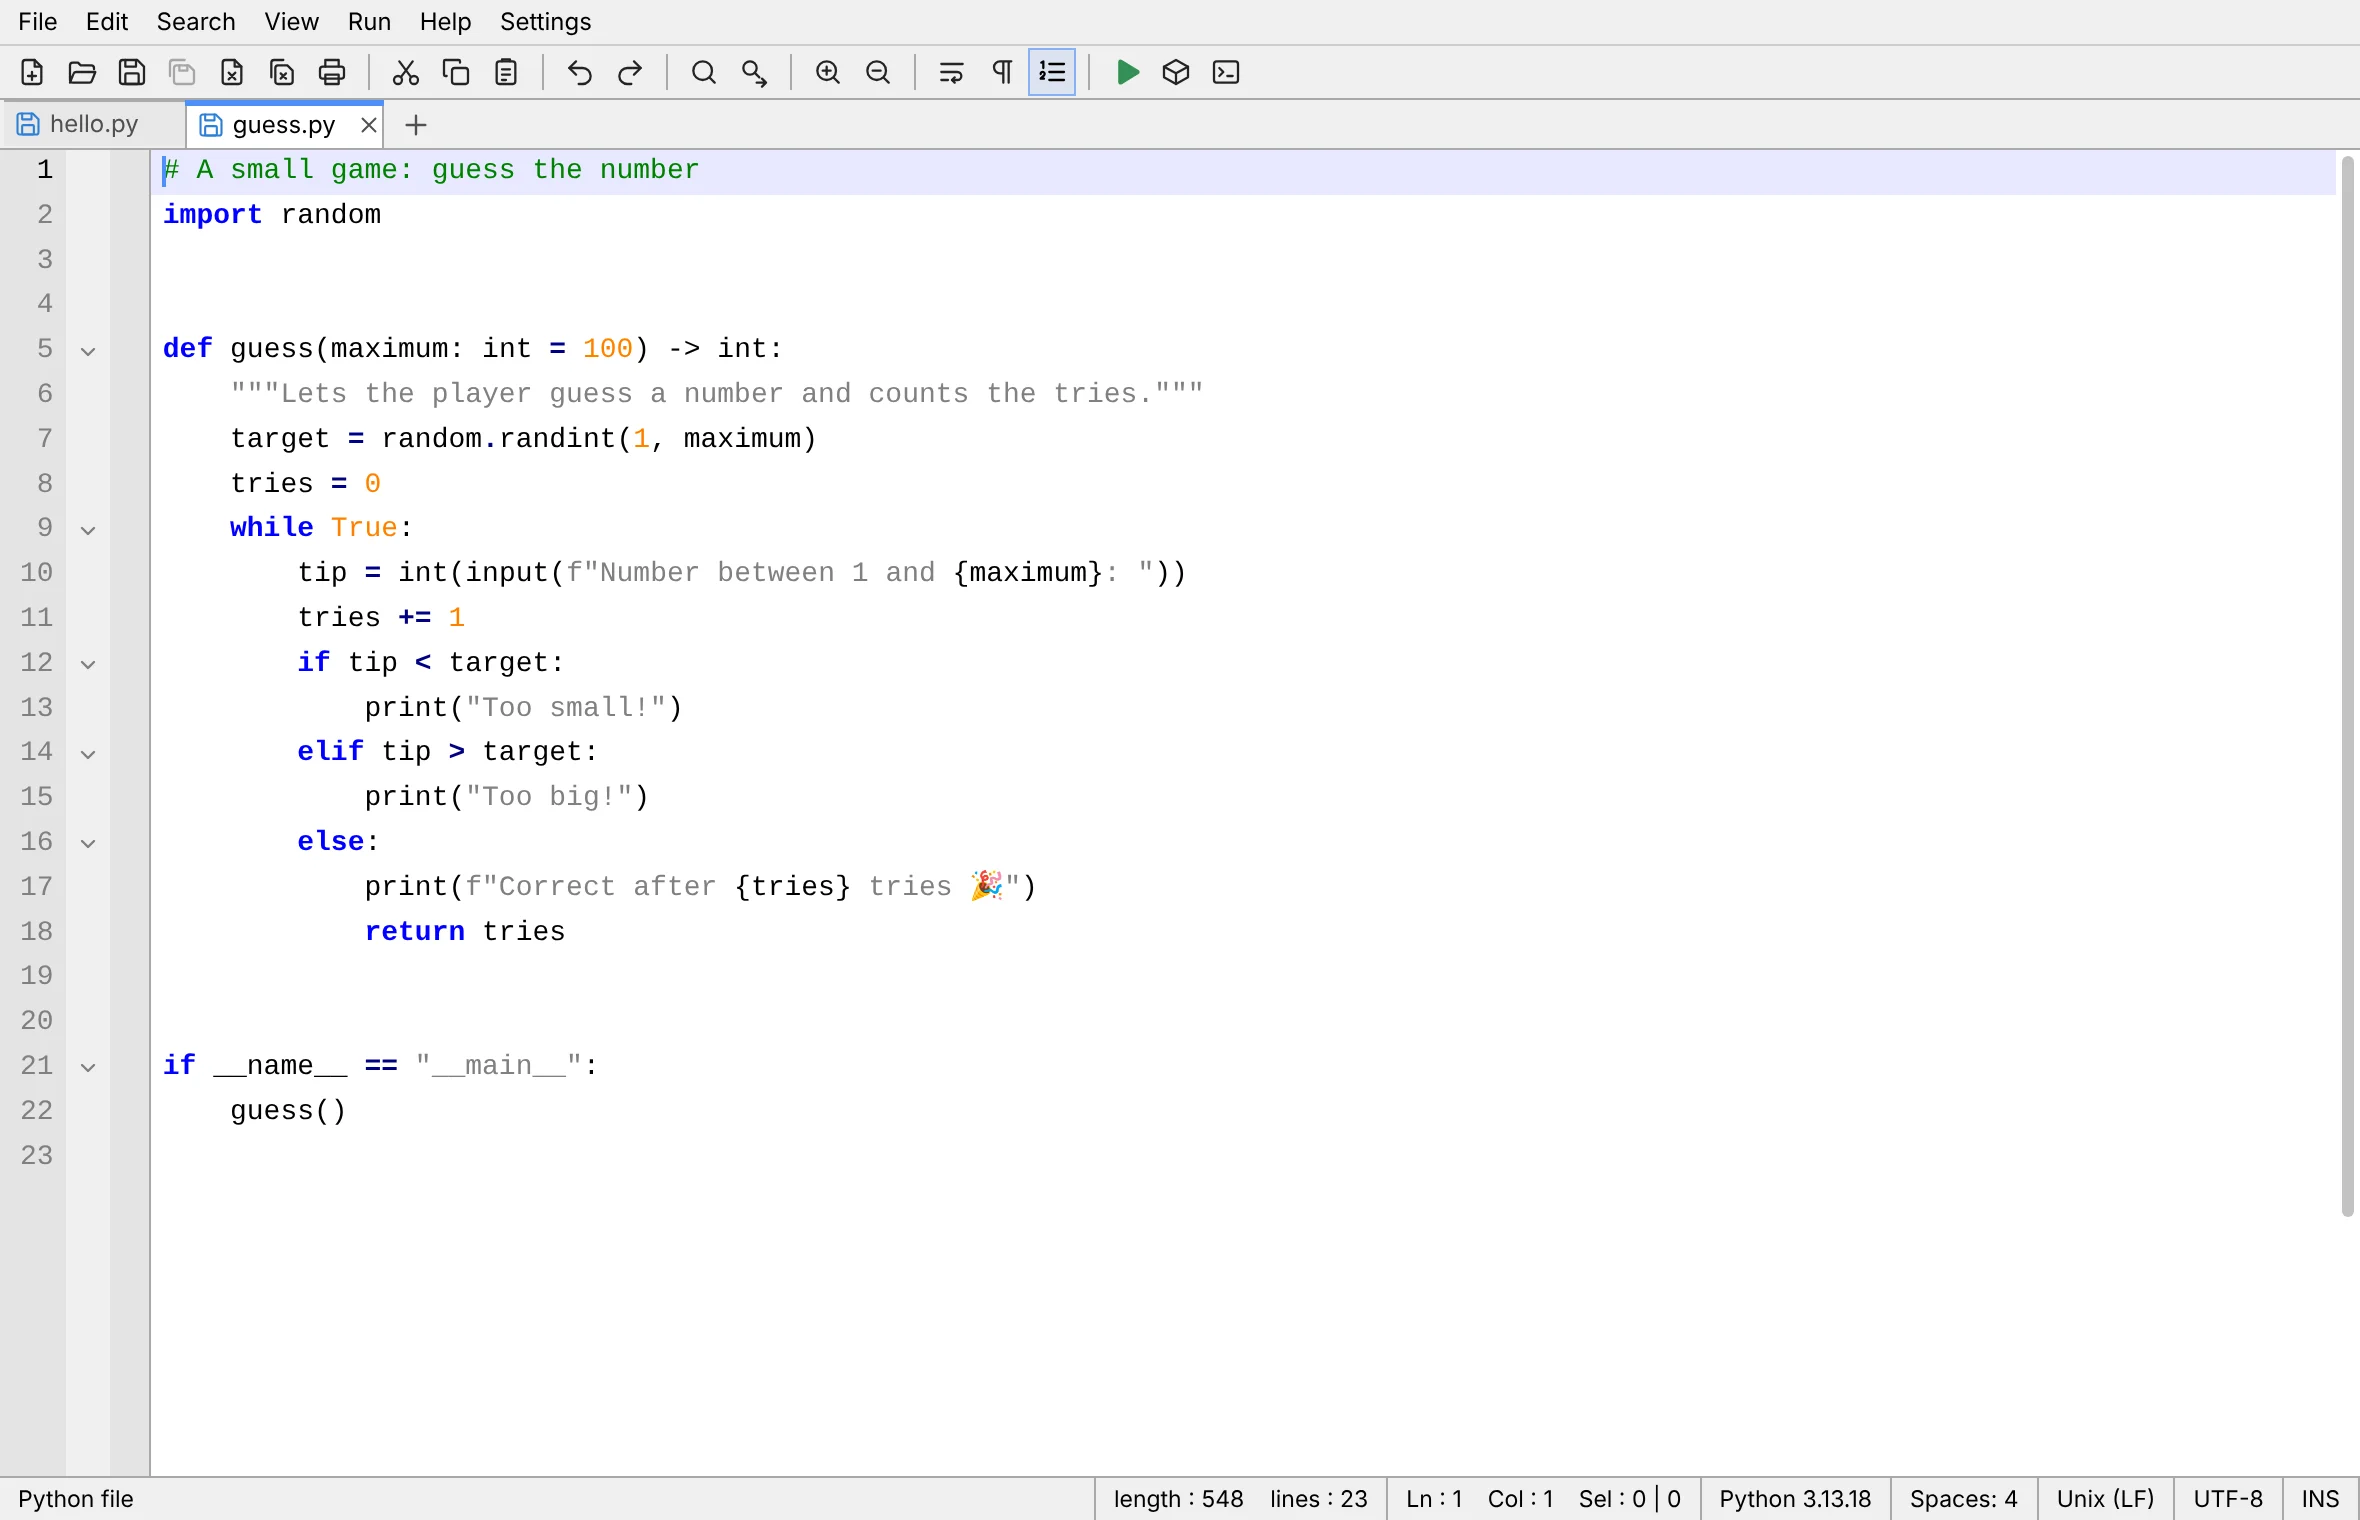 File Edit Search View Run Help Settings
hello.py guess.py
1 # A small game: guess the number
2 import random
3
4
5 def guess(maximum: int = 100) -> int:
6     """Lets the player guess a number and counts the tries."""
7     target = random.randint(1, maximum)
8     tries = 0
9     while True:
10         tip = int(input(f"Number between 1 and {maximum}: "))
11         tries += 1
12         if tip < target:
13             print("Too small!")
14         elif tip > target:
15             print("Too big!")
16         else:
17             print(f"Correct after {tries} tries 🎉")
18             return tries
19
20
21 if __name__ == "__main__":
22     guess()
23
Python file length : 548 lines : 23 Ln : 1 Col : 1 Sel : 0 | 0 Python 3.13.18 Spaces: 4 Unix (LF) UTF-8 INS